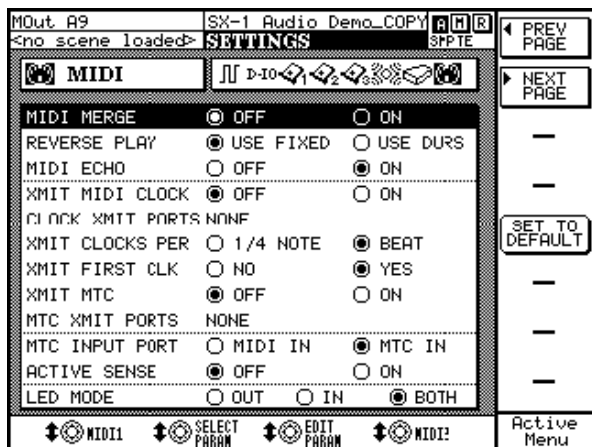 MOut A9
SX-1 Audio Demo_COPY
A M R
<no scene loaded>
SETTINGS
SMPTE
MIDI
D-IO 1 2 3
MIDI MERGE OFF ON
REVERSE PLAY USE FIXED USE DURS
MIDI ECHO OFF ON
XMIT MIDI CLOCK OFF ON
CLOCK XMIT PORTS NONE
XMIT CLOCKS PER 1/4 NOTE BEAT
XMIT FIRST CLK NO YES
XMIT MTC OFF ON
MTC XMIT PORTS NONE
MTC INPUT PORT MIDI IN MTC IN
ACTIVE SENSE OFF ON
LED MODE OUT IN BOTH
MIDI1
SELECT PARAM
EDIT PARAM
PREV PAGE
NEXT PAGE
SET TO DEFAULT
Active Menu